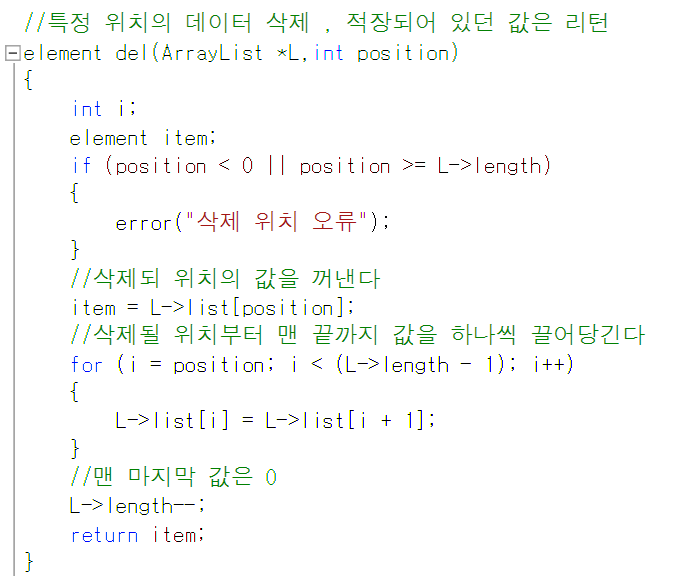 //특정 위치의 데이터 삭제 , 적장되어 있던 값은 리턴
element del(ArrayList *L,int position)
{
    int i;
    element item;
    if (position < 0 || position >= L->length)
    {
        error("삭제 위치 오류");
    }
    //삭제되 위치의 값을 꺼낸다
    item = L->list[position];
    //삭제될 위치부터 맨 끝까지 값을 하나씩 끌어당긴다
    for (i = position; i < (L->length - 1); i++)
    {
        L->list[i] = L->list[i + 1];
    }
    //맨 마지막 값은 0
    L->length--;
    return item;
}